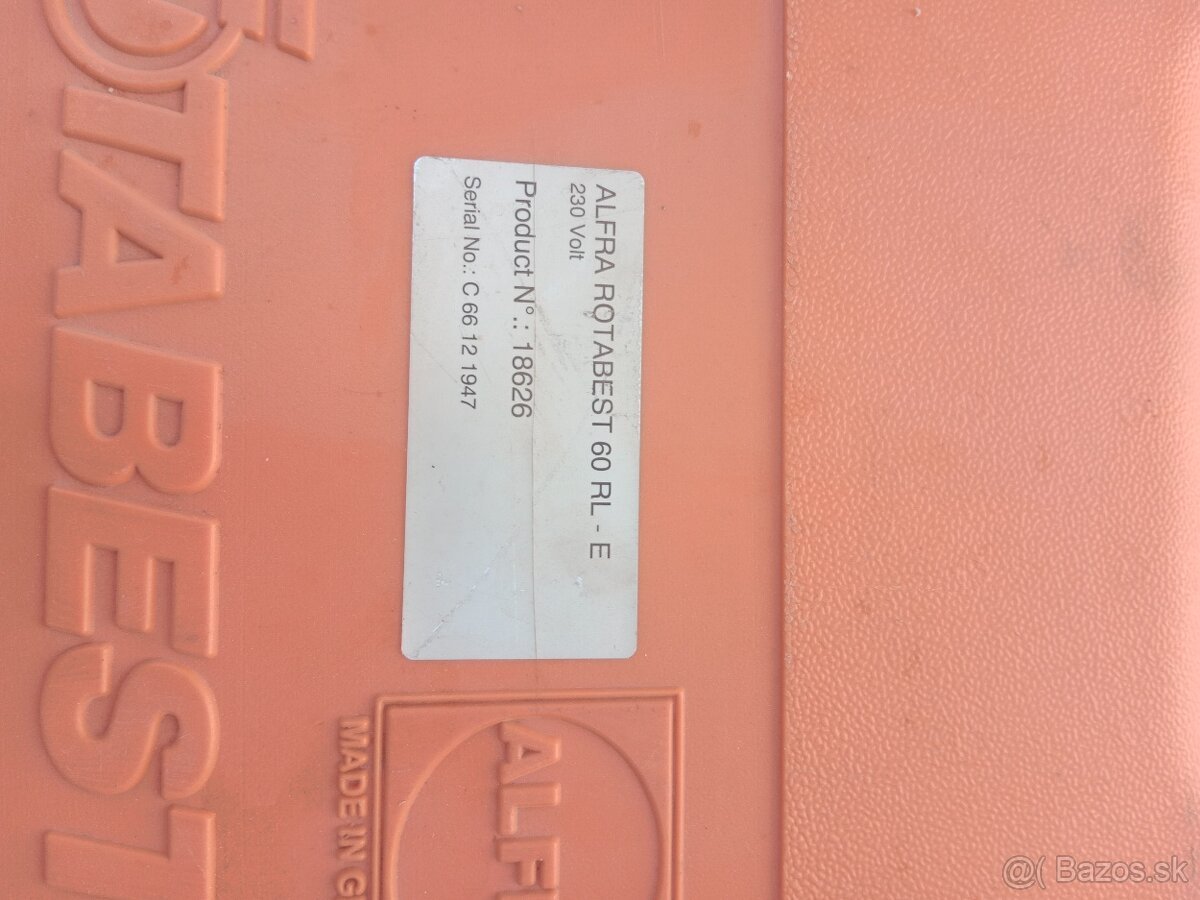 TABEST
ALFRA ROTABEST 60 RL - E
230 Volt
Product N°.: 18626
Serial No.: C 66 12 1947
ALF
MADE IN G
@( Bazos.sk